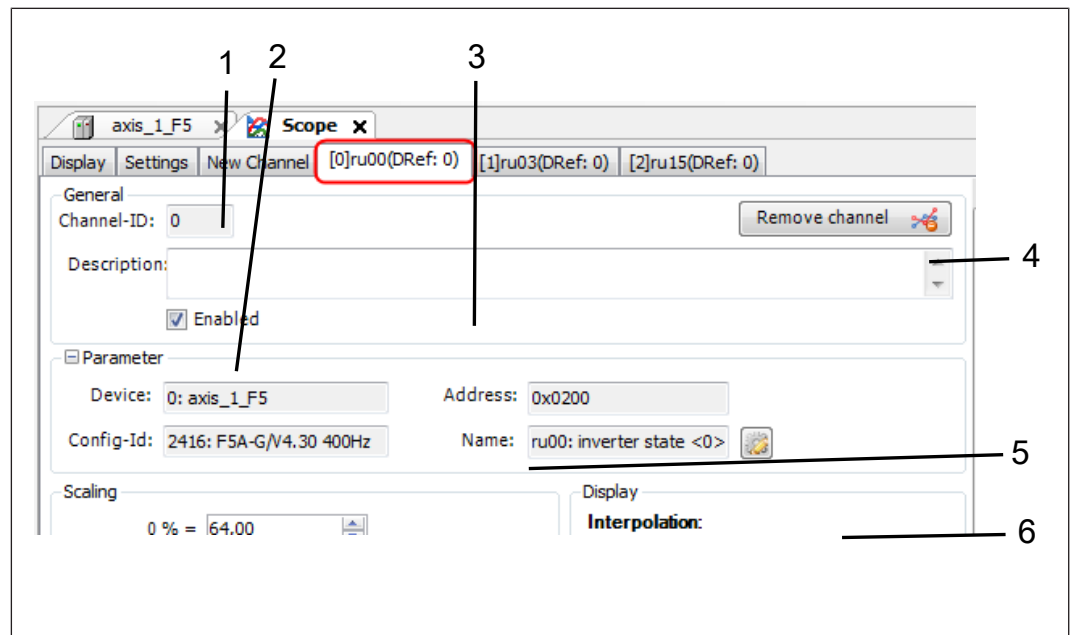 1 2 3
axis_1_F5 Scope
Display Settings New Channel [0]ru00(DRef: 0) [1]ru03(DRef: 0) [2]ru15(DRef: 0)
General
Channel-ID: 0 Remove channel
Description: 4
Enabled
Parameter
Device: 0: axis_1_F5 Address: 0x0200
Config-Id: 2416: F5A-G/V4.30 400Hz Name: ru00: inverter state <0>
5
Scaling Display
0 % = 64.00 Interpolation:
6